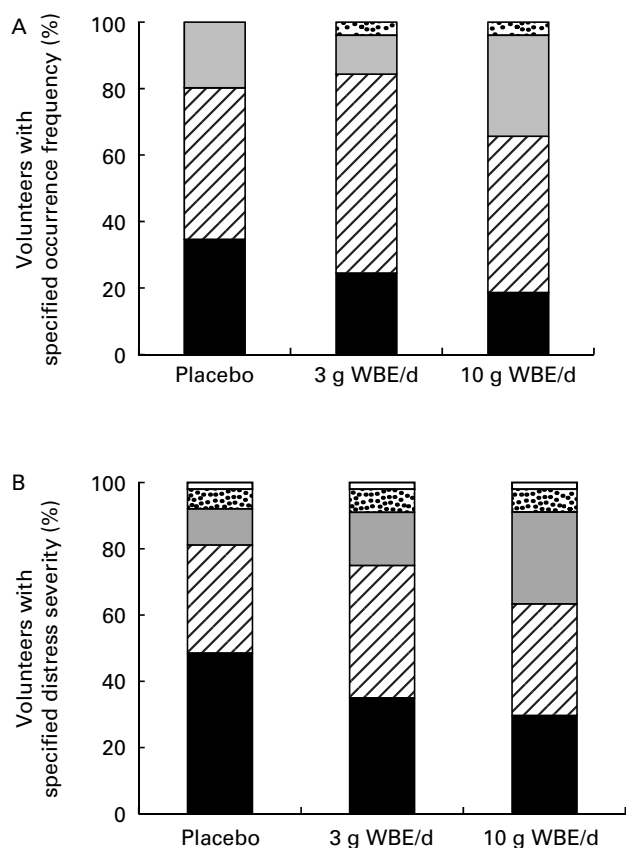 A
Volunteers with
specified occurrence frequency (%)
100
80
60
40
20
0
Placebo 3 g WBE/d 10 g WBE/d
B
Volunteers with
specified distress severity (%)
100
80
60
40
20
0
Placebo 3 g WBE/d 10 g WBE/d